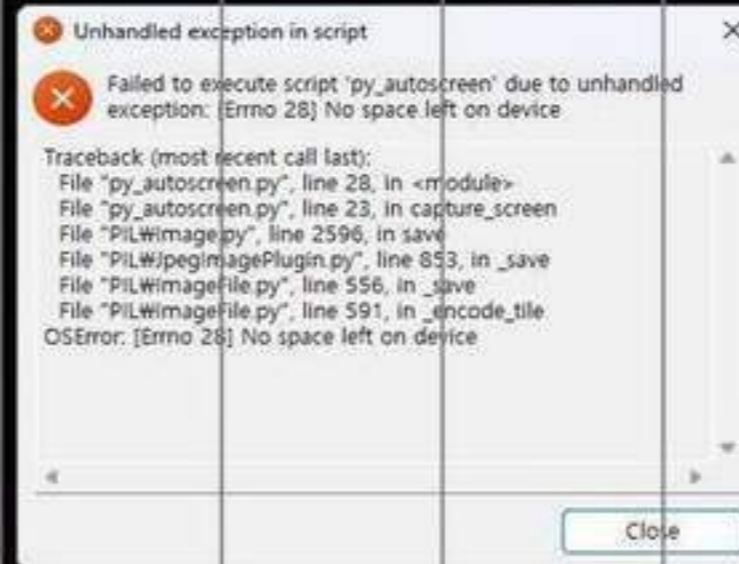 Unhandled exception in script
Failed to execute script 'py_autoscreen' due to unhandled
exception: [Errno 28] No space left on device
Traceback (most recent call last):
File "py_autoscreen.py", line 28, in <module>
File "py_autoscreen.py", line 23, in capture_screen
File "PIL₩Image.py", line 2596, in save
File "PIL₩JpegImagePlugin.py", line 853, in _save
File "PIL₩ImageFile.py", line 556, in _save
File "PIL₩ImageFile.py", line 591, in _encode_tile
OSError: [Errno 28] No space left on device
Close